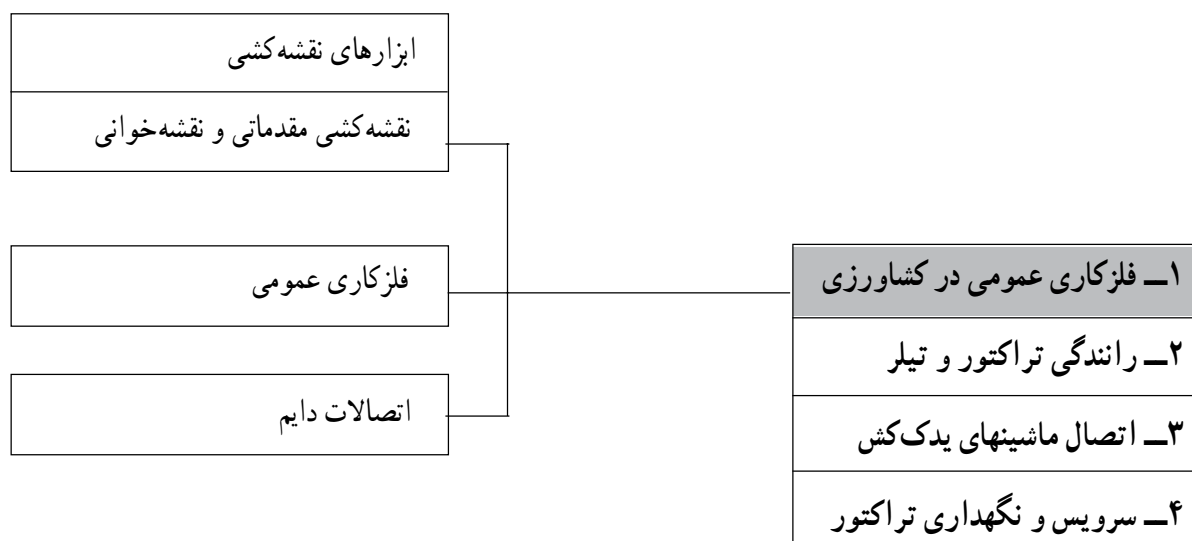 ابزارهای نقشه‌کشی
نقشه‌کشی مقدماتی و نقشه‌خوانی
فلزکاری عمومی
اتصالات دایم
۱ــ فلزکاری عمومی در کشاورزی
۲ــ رانندگی تراکتور و تیلر
۳ــ اتصال ماشینهای یدک‌کش
۴ــ سرویس و نگهداری تراکتور